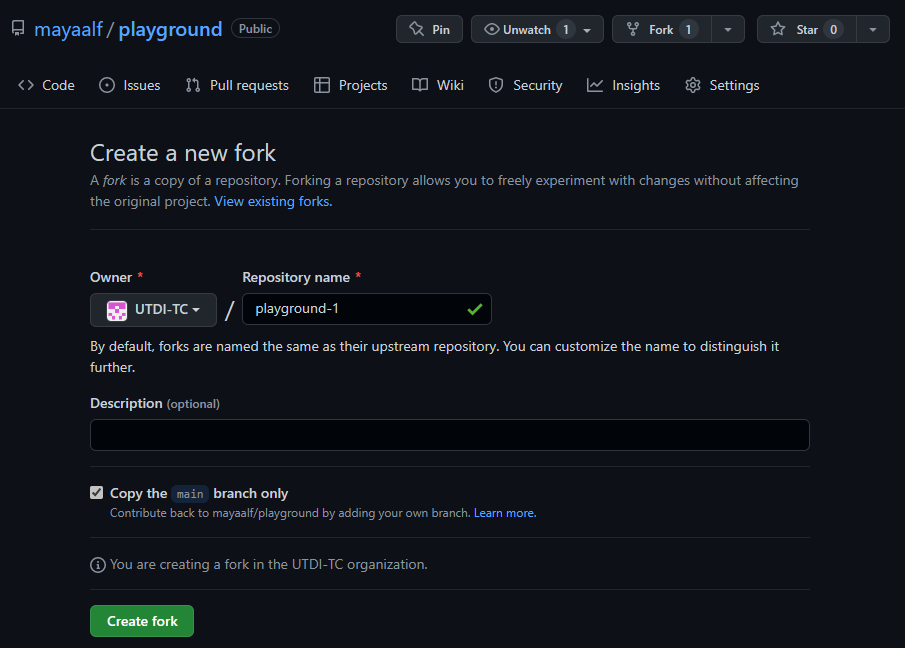 mayaalf / playground Public Pin Unwatch 1 Fork 1 Star 0
Code Issues Pull requests Projects Wiki Security Insights Settings
Create a new fork
A fork is a copy of a repository. Forking a repository allows you to freely experiment with changes without affecting
the original project. View existing forks.
Owner * Repository name *
UTDI-TC / playground-1
By default, forks are named the same as their upstream repository. You can customize the name to distinguish it
further.
Description (optional)
Copy the main branch only
Contribute back to mayaalf/playground by adding your own branch. Learn more.
You are creating a fork in the UTDI-TC organization.
Create fork